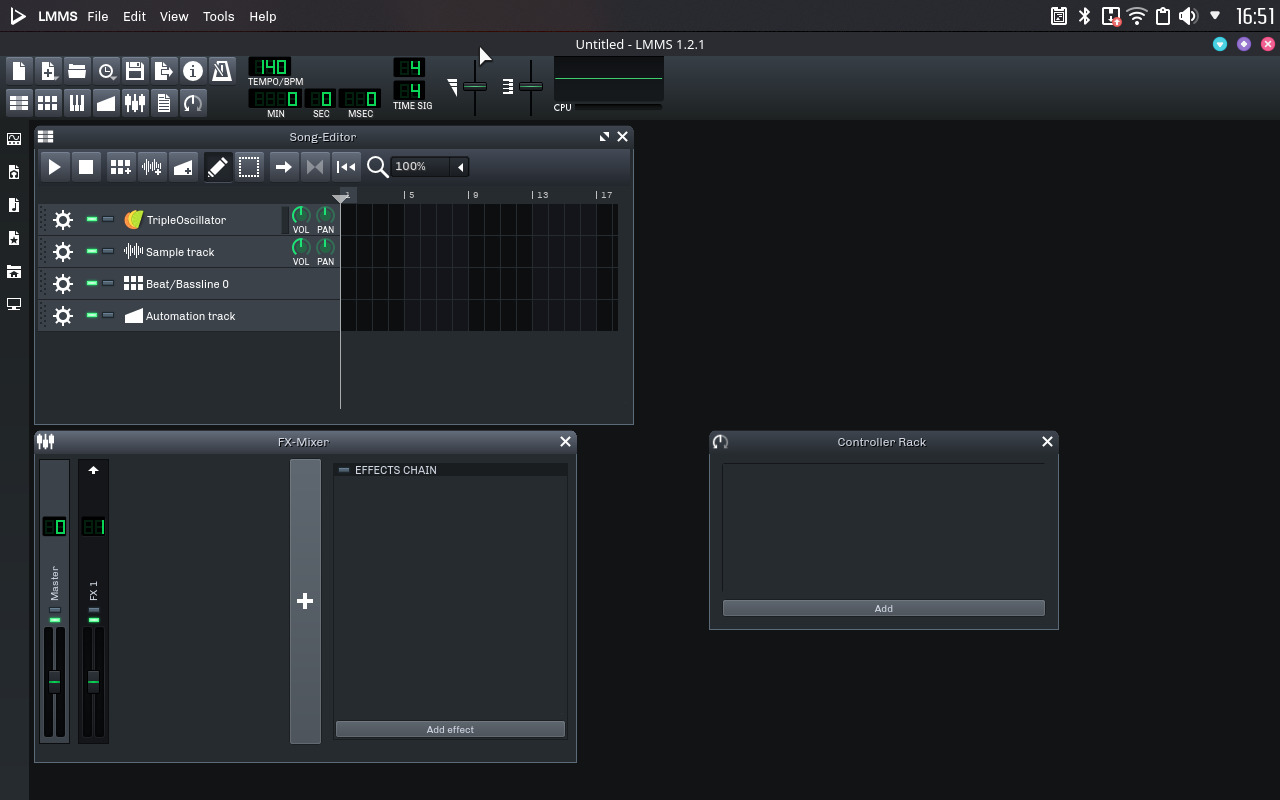 LMMS File Edit View Tools Help 16:51
Untitled - LMMS 1.2.1
140
TEMPO/BPM
0 0 0
MIN SEC MSEC
4
4
TIME SIG
CPU
Song-Editor
100%
1 5 9 13 17
TripleOscillator VOL PAN
Sample track VOL PAN
Beat/Bassline 0
Automation track
FX-Mixer
0 Master
1 FX 1
EFFECTS CHAIN
Add effect
Controller Rack
Add